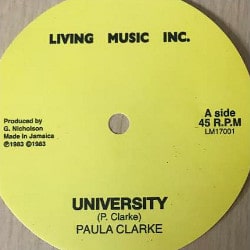 LIVING MUSIC INC.
Produced by
G. Nicholson
Made in Jamaica
℗1983 ©1983
A side
45 R.P.M
LM17001
UNIVERSITY
(P. Clarke)
PAULA CLARKE